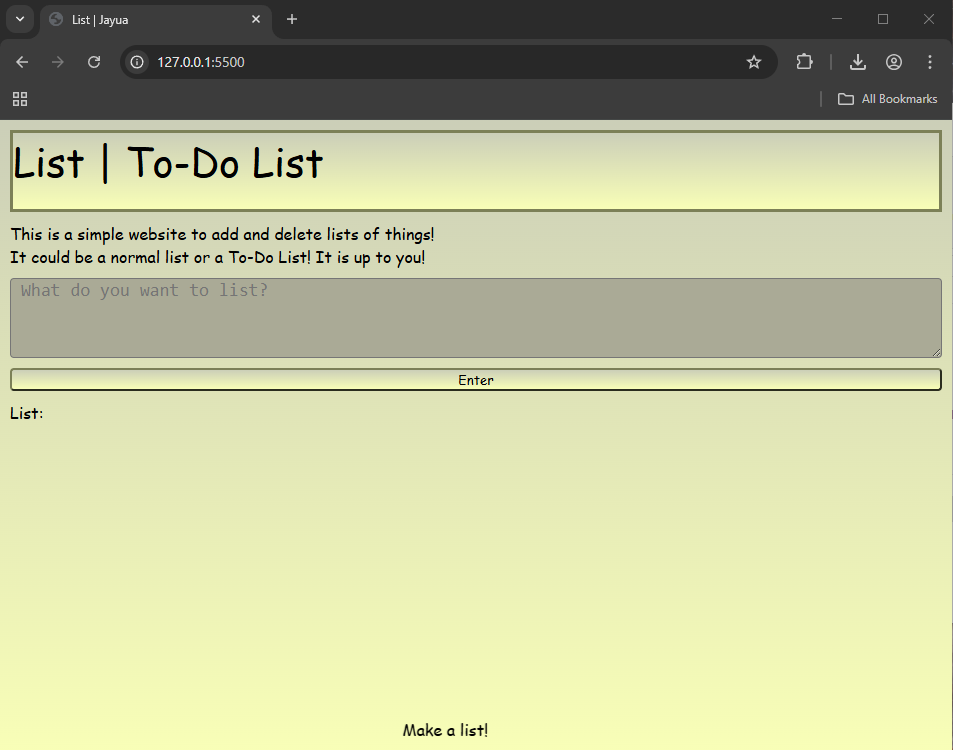 List | Jayua
127.0.0.1:5500
All Bookmarks
List | To-Do List
This is a simple website to add and delete lists of things!
It could be a normal list or a To-Do List! It is up to you!
What do you want to list?
Enter
List:
Make a list!